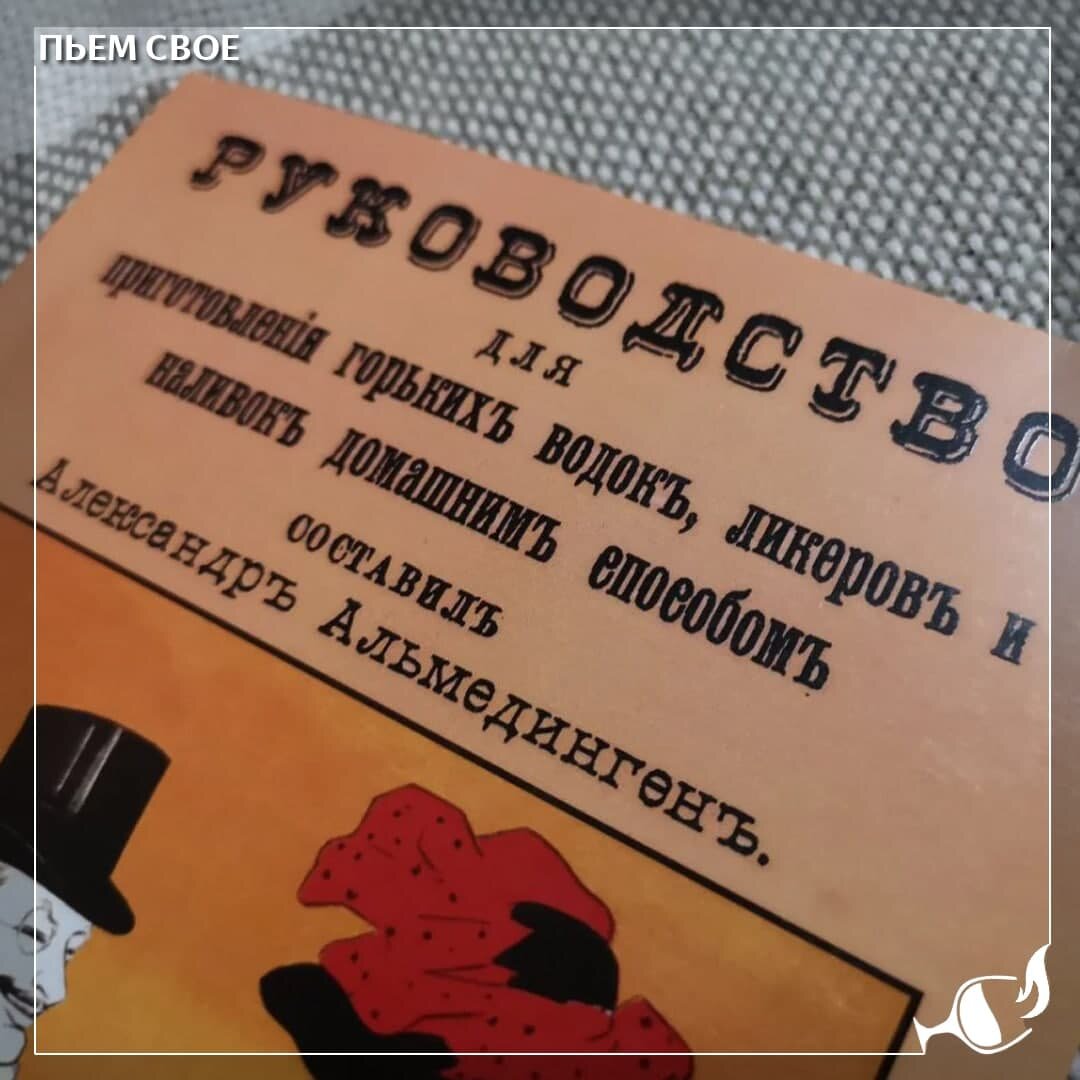 ПЬЕМ СВОЕ
РУКОВОДСТВО
для
приготовленія горькихъ водокъ, ликеровъ и
наливокъ домашнимъ способомъ
составилъ
Александръ Альмедингенъ.